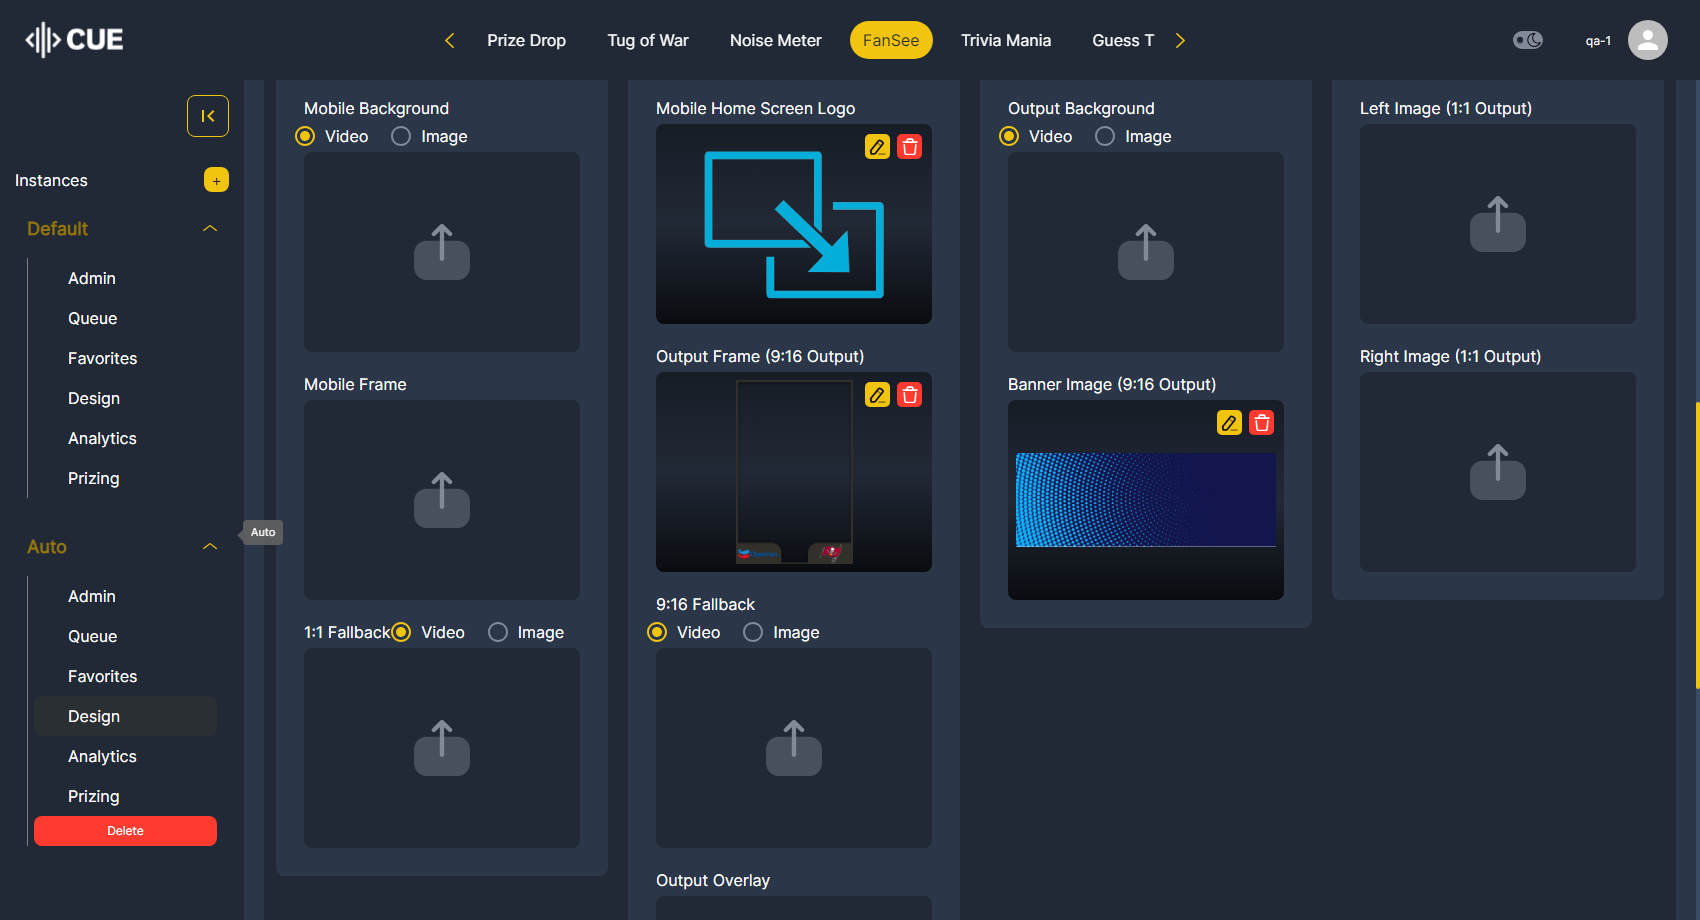 CUE
Prize Drop
Tug of War
Noise Meter
FanSee
Trivia Mania
Guess T
qa-1
Instances
+
Default
Admin
Queue
Favorites
Design
Analytics
Prizing
Auto
Auto
Admin
Queue
Favorites
Design
Analytics
Prizing
Delete
Mobile Background
Video
Image
Mobile Frame
1:1 Fallback
Video
Image
Mobile Home Screen Logo
Output Frame (9:16 Output)
9:16 Fallback
Video
Image
Output Overlay
Output Background
Video
Image
Banner Image (9:16 Output)
Left Image (1:1 Output)
Right Image (1:1 Output)